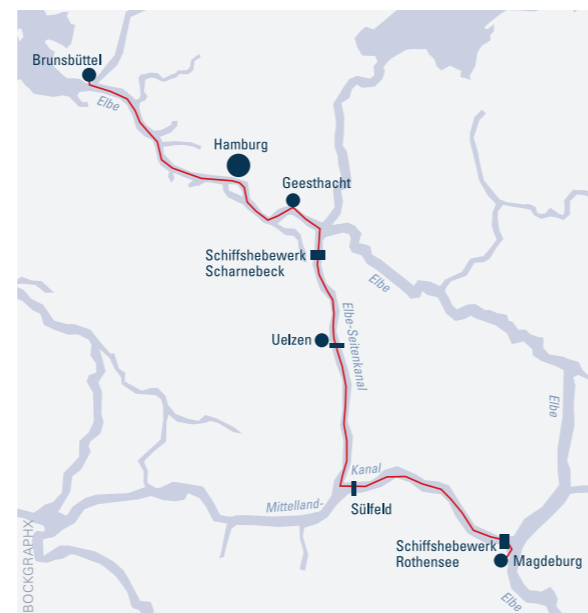 Brunsbüttel
Elbe
Hamburg
Geesthacht
Schiffshebewerk
Scharnebeck
Elbe
Uelzen
Elbe-Seitenkanal
Elbe
Kanal
Mittelland-
Sülfeld
Schiffshebewerk
Rothensee
Magdeburg
Elbe
BOCKGRAPHX